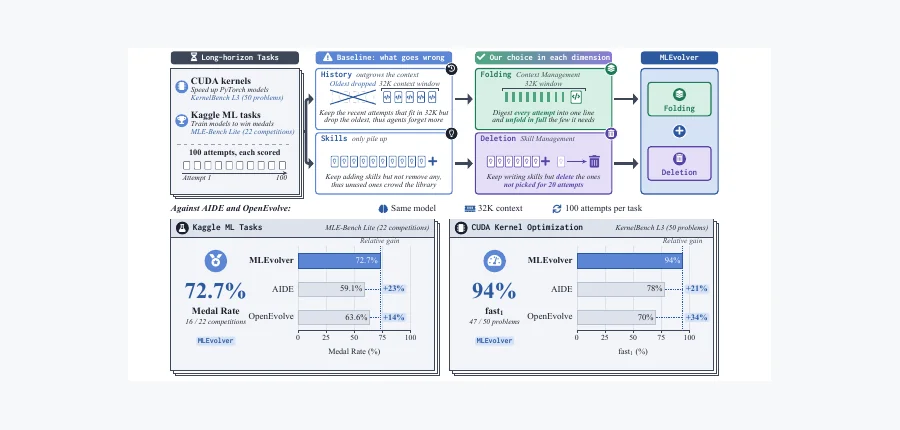 Long-horizon Tasks
CUDA kernels
Speed up PyTorch models
KernelBench L3 (50 problems)
Kaggle ML tasks
Train models to win medals
MLE-Bench Lite (22 competitions)
100 attempts, each scored
Attempt 1 100
Baseline: what goes wrong
History outgrows the context
Oldest dropped 32K context window
Keep the recent attempts that fit in 32K but
drop the oldest, thus agents forget more
Skills only pile up
Keep adding skills but not remove any,
thus unused ones crowd the library
Our choice in each dimension
Folding Context Management
32K window
Digest every attempt into one line
and unfold in full the few it needs
Deletion Skill Management
Keep writing skills but delete the ones
not picked for 20 attempts
MLEvolver
Folding
Deletion
Against AIDE and OpenEvolve:
Same model
32K context
100 attempts per task
Kaggle ML Tasks MLE-Bench Lite (22 competitions)
Relative gain
72.7%
Medal Rate
16 / 22 competitions
MLEvolver
MLEvolver 72.7%
AIDE 59.1% +23%
OpenEvolve 63.6% +14%
0 25 50 75 100
Medal Rate (%)
CUDA Kernel Optimization KernelBench L3 (50 problems)
Relative gain
94%
fast₁
47 / 50 problems
MLEvolver
MLEvolver 94%
AIDE 78% +21%
OpenEvolve 70% +34%
0 25 50 75 100
fast₁ (%)